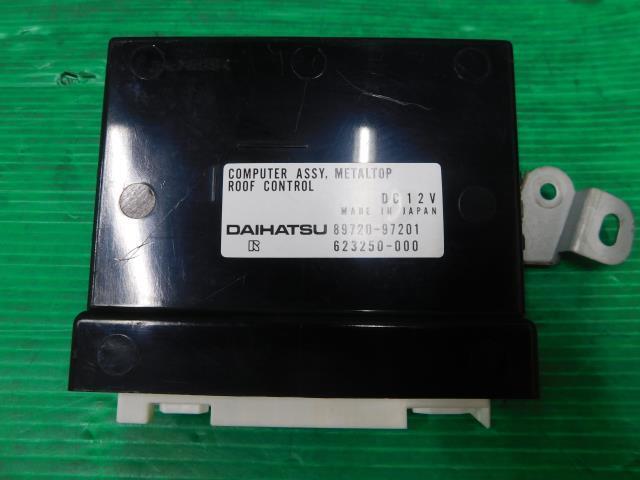 COMPUTER ASSY, METALTOP
ROOF CONTROL
DC12V
MADE IN JAPAN
DAIHATSU 89720-97201
R 623250-000